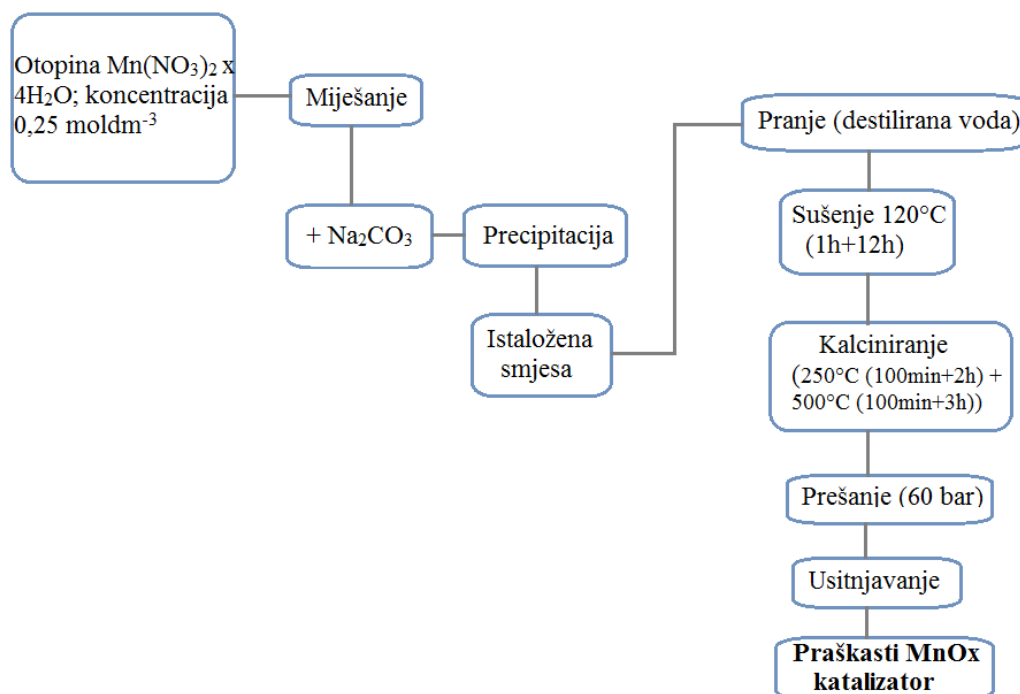 Otopina Mn(NO₃)₂ x
4H₂O; koncentracija
0,25 moldm⁻³
Miješanje
+ Na₂CO₃
Precipitacija
Istaložena
smjesa
Pranje (destilirana voda)
Sušenje 120°C
(1h+12h)
Kalciniranje
(250°C (100min+2h) +
500°C (100min+3h))
Prešanje (60 bar)
Usitnjavanje
Praškasti MnOx
katalizator